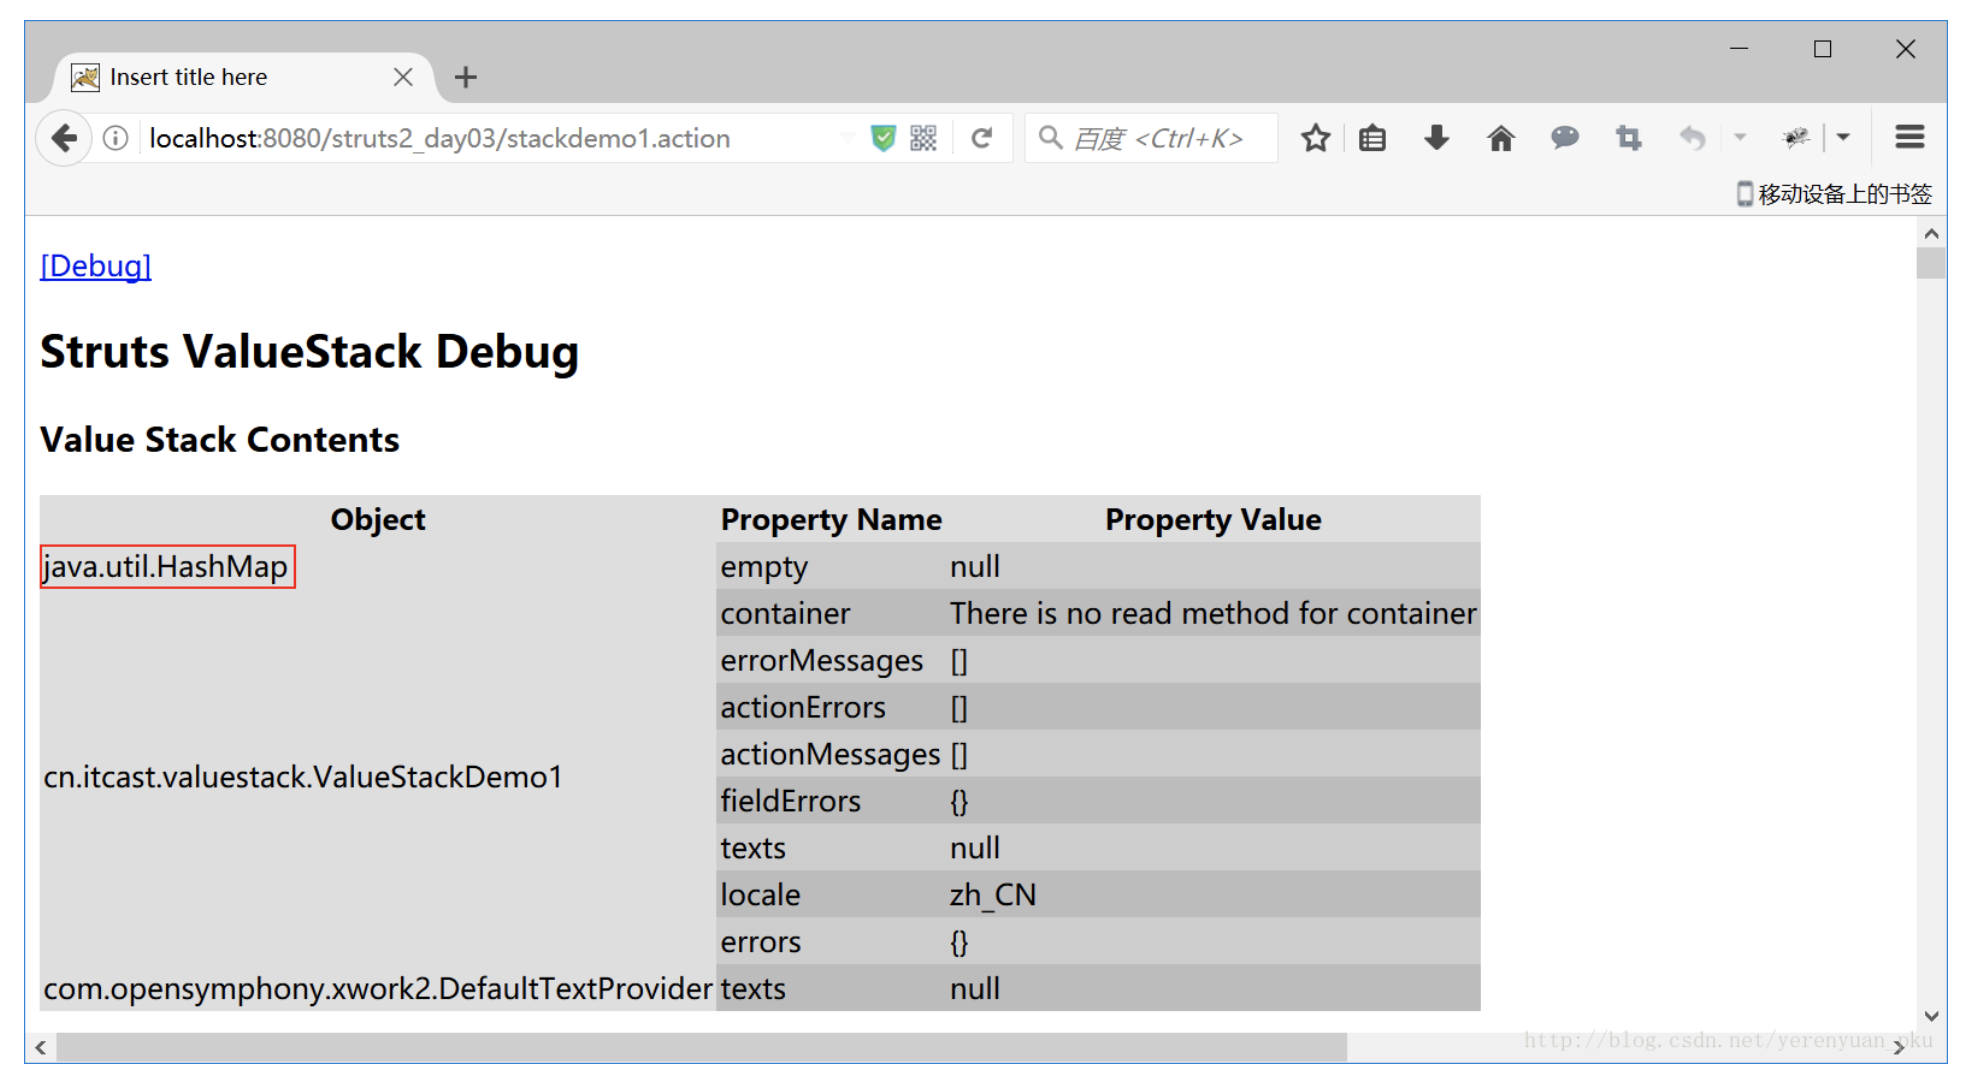 Insert title here
localhost:8080/struts2_day03/stackdemo1.action
百度 <Ctrl+K>
移动设备上的书签
[Debug]
Struts ValueStack Debug
Value Stack Contents
Object Property Name Property Value
java.util.HashMap empty null
container There is no read method for container
errorMessages []
actionErrors []
actionMessages []
cn.itcast.valuestack.ValueStackDemo1
fieldErrors {}
texts null
locale zh_CN
errors {}
com.opensymphony.xwork2.DefaultTextProvider texts null
http://blog.csdn.net/yerenyuan_pku